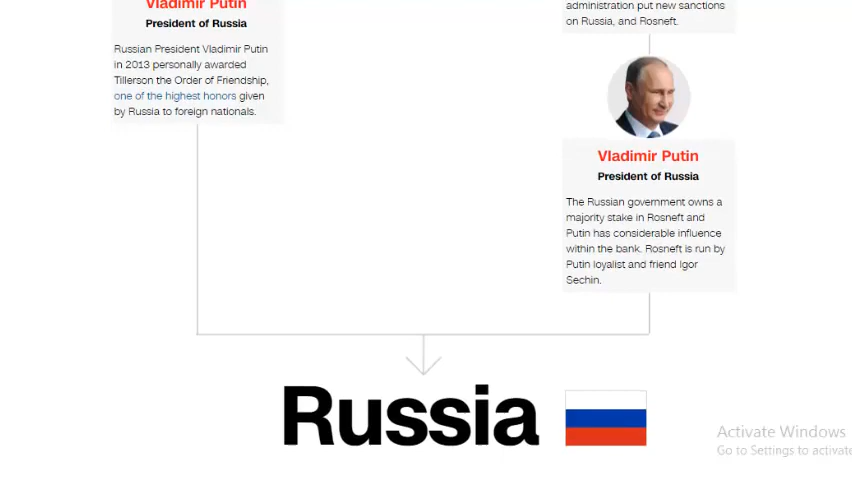 Vladimir Putin
President of Russia
Russian President Vladimir Putin
in 2013 personally awarded
Tillerson the Order of Friendship,
one of the highest honors given
by Russia to foreign nationals.
administration put new sanctions
on Russia, and Rosneft.
Vladimir Putin
President of Russia
The Russian government owns a
majority stake in Rosneft and
Putin has considerable influence
within the bank. Rosneft is run by
Putin loyalist and friend Igor
Sechin.
Russia
Activate Windows
Go to Settings to activate